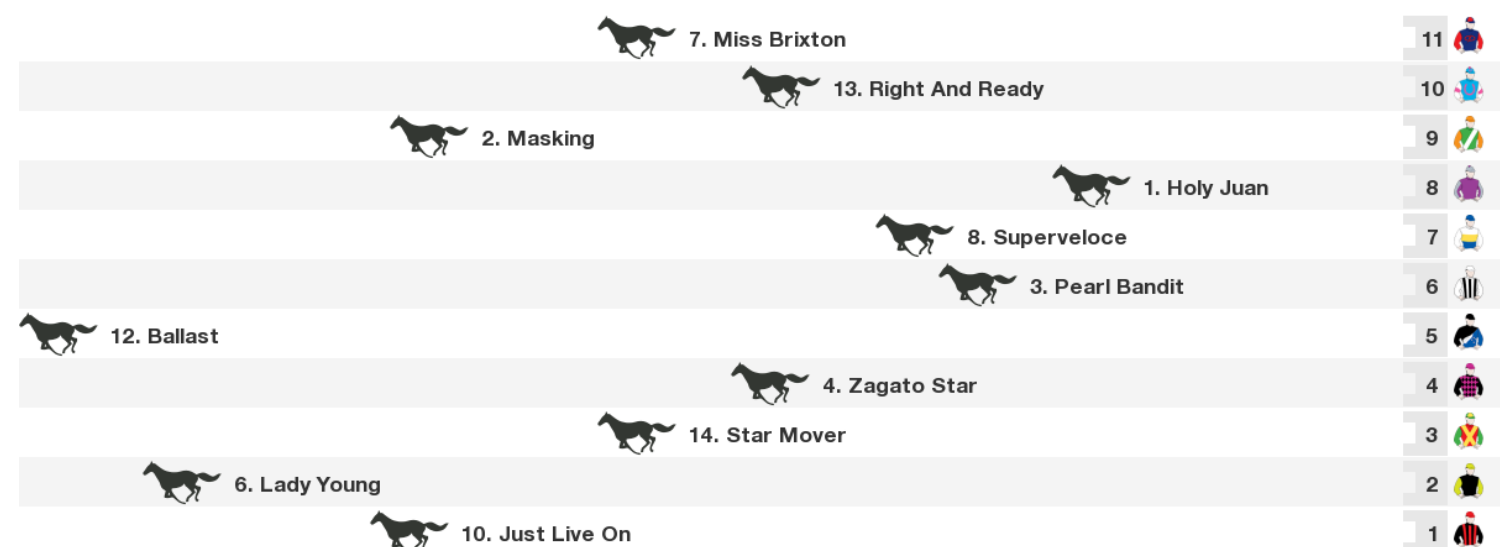 7. Miss Brixton 11
13. Right And Ready 10
2. Masking 9
1. Holy Juan 8
8. Superveloce 7
3. Pearl Bandit 6
12. Ballast 5
4. Zagato Star 4
14. Star Mover 3
6. Lady Young 2
10. Just Live On 1